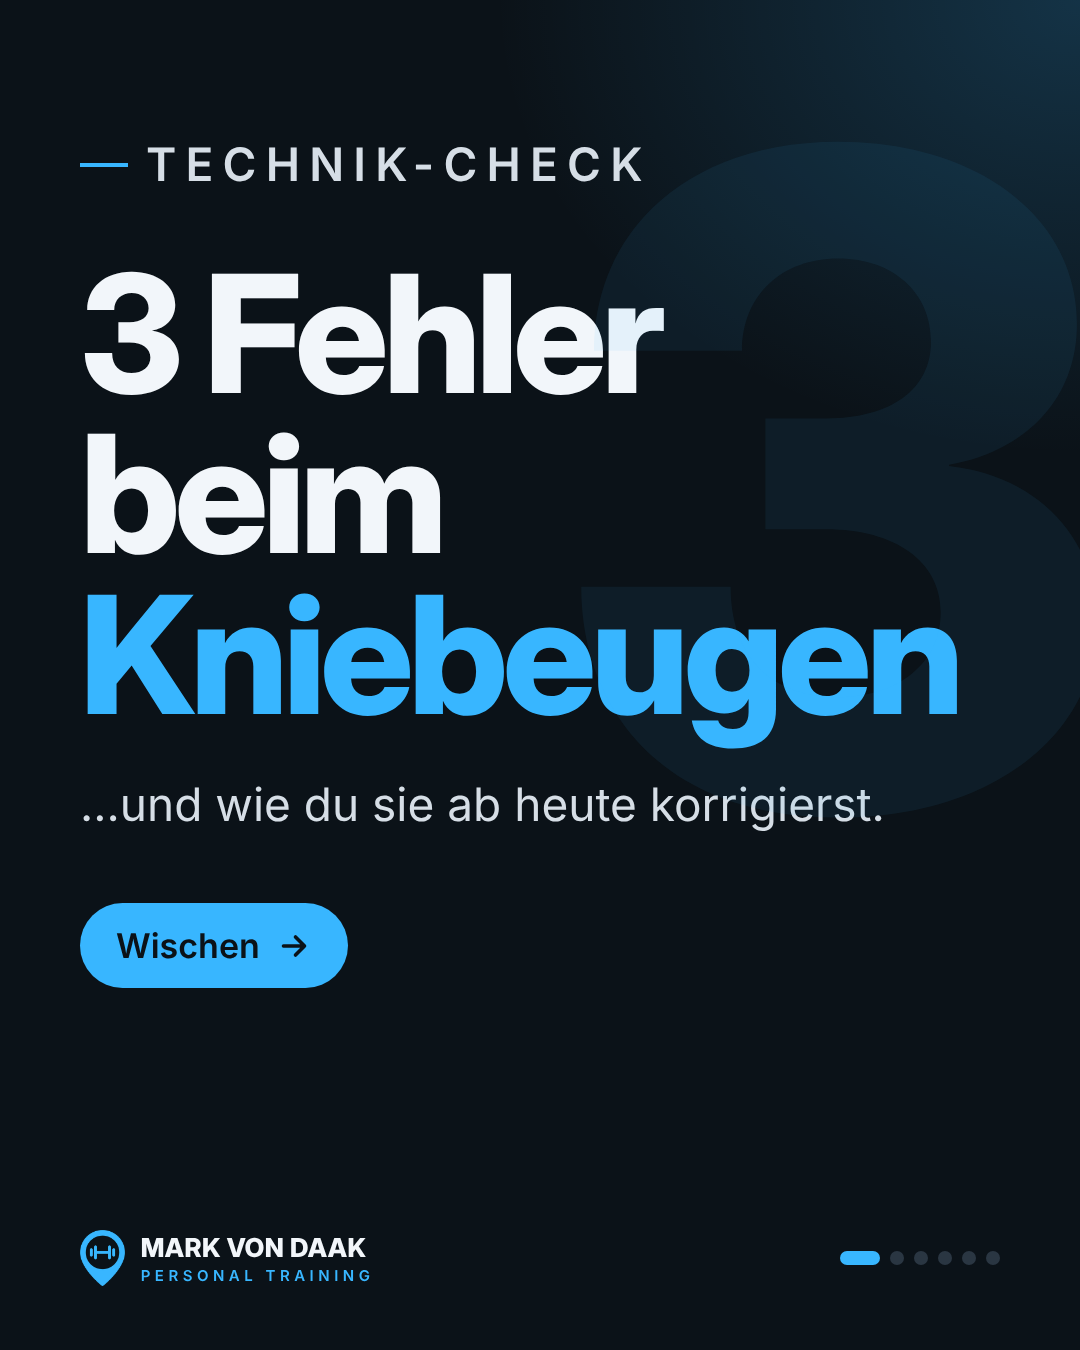 TECHNIK-CHECK
3
3 Fehler
beim
Kniebeugen
...und wie du sie ab heute korrigierst.
Wischen →
MARK VON DAAK
PERSONAL TRAINING